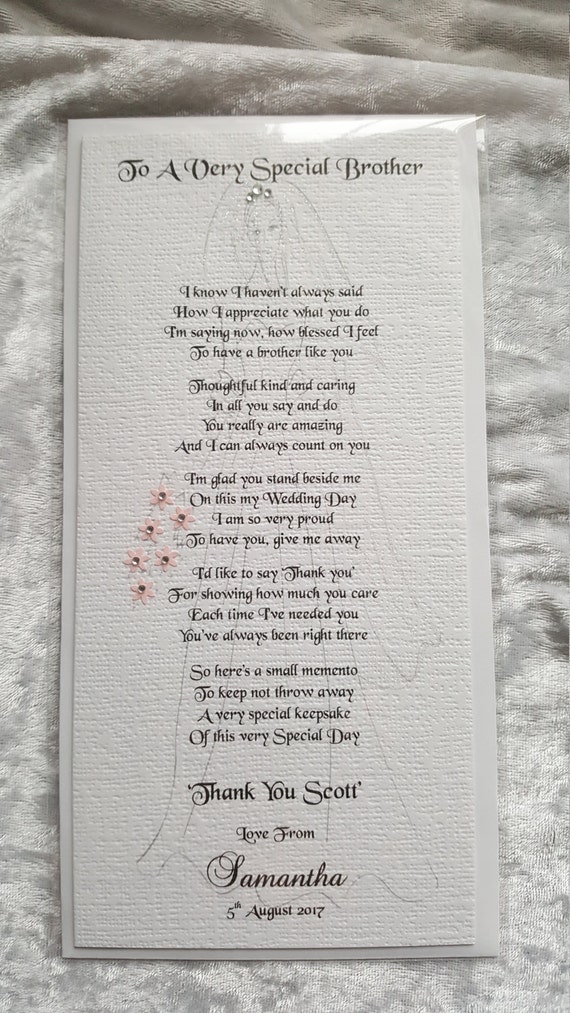 To A Very Special Brother
I know I haven't always said
How I appreciate what you do
I'm saying now, how blessed I feel
To have a brother like you
Thoughtful kind and caring
In all you say and do
You really are amazing
And I can always count on you
I'm glad you stand beside me
On this my Wedding Day
I am so very proud
To have you, give me away
I'd like to say 'Thank you'
For showing how much you care
Each time I've needed you
You've always been right there
So here's a small memento
To keep not throw away
A very special keepsake
Of this very Special Day
'Thank You Scott'
Love From
Samantha
5th August 2017